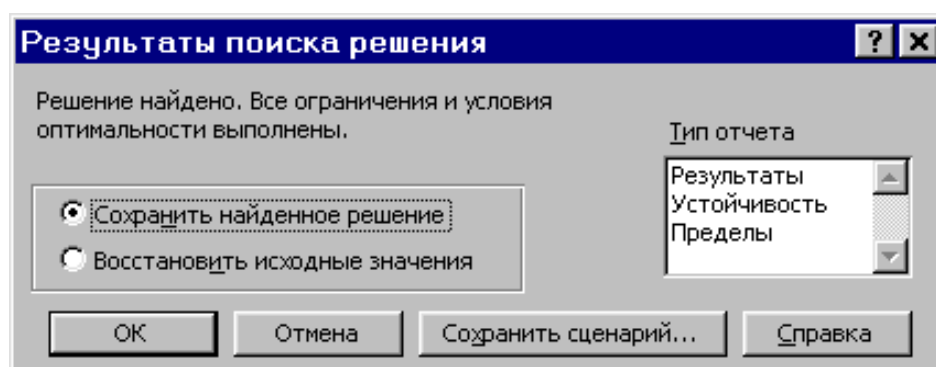 Результаты поиска решения
Решение найдено. Все ограничения и условия
оптимальности выполнены.
Тип отчета
Результаты
Устойчивость
Пределы
Сохранить найденное решение
Восстановить исходные значения
ОК
Отмена
Сохранить сценарий...
Справка